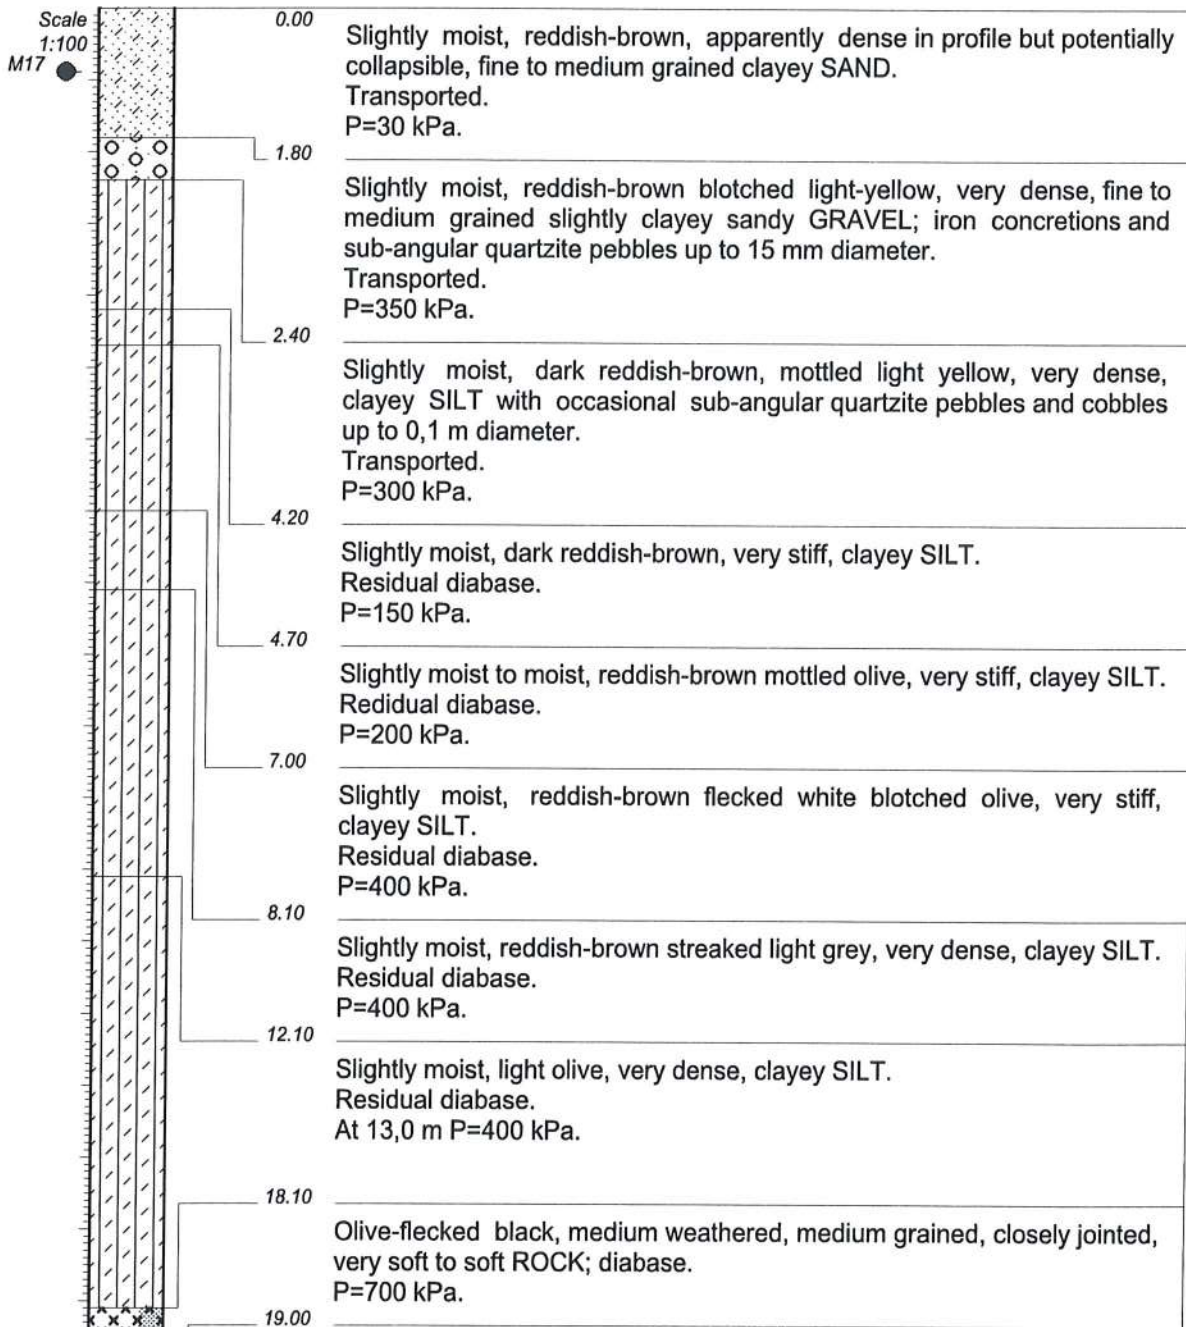 Scale
1:100
M17
0.00
Slightly moist, reddish-brown, apparently dense in profile but potentially
collapsible, fine to medium grained clayey SAND.
Transported.
P=30 kPa.
1.80
Slightly moist, reddish-brown blotched light-yellow, very dense, fine to
medium grained slightly clayey sandy GRAVEL; iron concretions and
sub-angular quartzite pebbles up to 15 mm diameter.
Transported.
P=350 kPa.
2.40
Slightly moist, dark reddish-brown, mottled light yellow, very dense,
clayey SILT with occasional sub-angular quartzite pebbles and cobbles
up to 0,1 m diameter.
Transported.
P=300 kPa.
4.20
Slightly moist, dark reddish-brown, very stiff, clayey SILT.
Residual diabase.
P=150 kPa.
4.70
Slightly moist to moist, reddish-brown mottled olive, very stiff, clayey SILT.
Redidual diabase.
P=200 kPa.
7.00
Slightly moist, reddish-brown flecked white blotched olive, very stiff,
clayey SILT.
Residual diabase.
P=400 kPa.
8.10
Slightly moist, reddish-brown streaked light grey, very dense, clayey SILT.
Residual diabase.
P=400 kPa.
12.10
Slightly moist, light olive, very dense, clayey SILT.
Residual diabase.
At 13,0 m P=400 kPa.
18.10
Olive-flecked black, medium weathered, medium grained, closely jointed,
very soft to soft ROCK; diabase.
P=700 kPa.
19.00